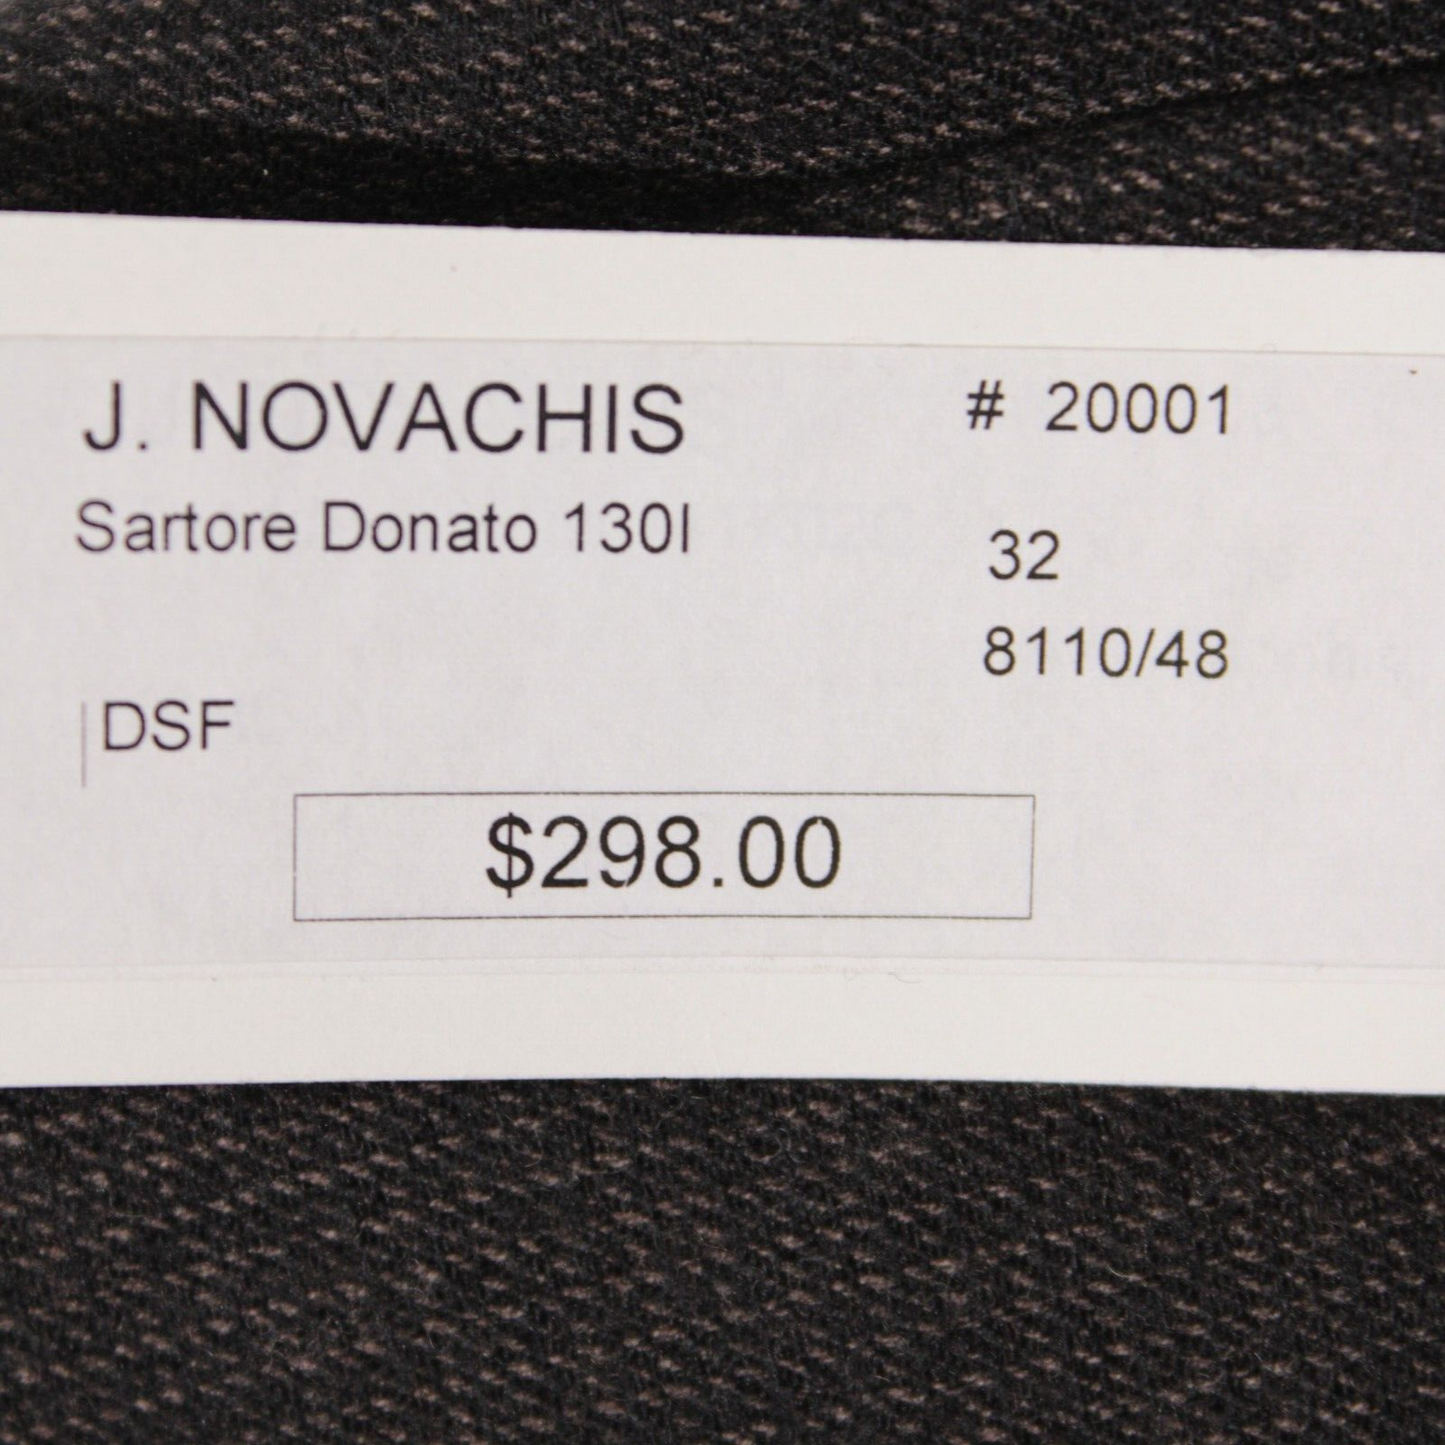 J. NOVACHIS # 20001
Sartore Donato 130I 32
8110/48
DSF
$298.00